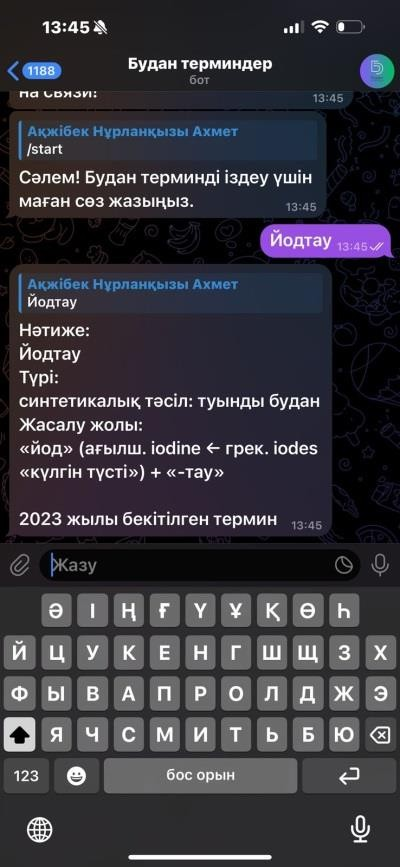 13:45
1188
Будан терминдер
бот
на связи!
13:45
Ақжібек Нұрланқызы Ахмет
/start
Сәлем! Будан терминді іздеу үшін
маған сөз жазыңыз.
13:45
Йодтау 13:45
Ақжібек Нұрланқызы Ахмет
Йодтау
Нәтиже:
Йодтау
Түрі:
синтетикалық тәсіл: туынды будан
Жасалу жолы:
«йод» (ағылш. iodine ← грек. iodes
«күлгін түсті») + «-тау»
2023 жылы бекітілген термин
13:45
Жазу
Ә І Ң Ғ Ү Ұ Қ Ө Һ
Й Ц У К Е Н Г Ш Щ З Х
Ф Ы В А П Р О Л Д Ж Э
Я Ч С М И Т Ь Б Ю
123 бос орын